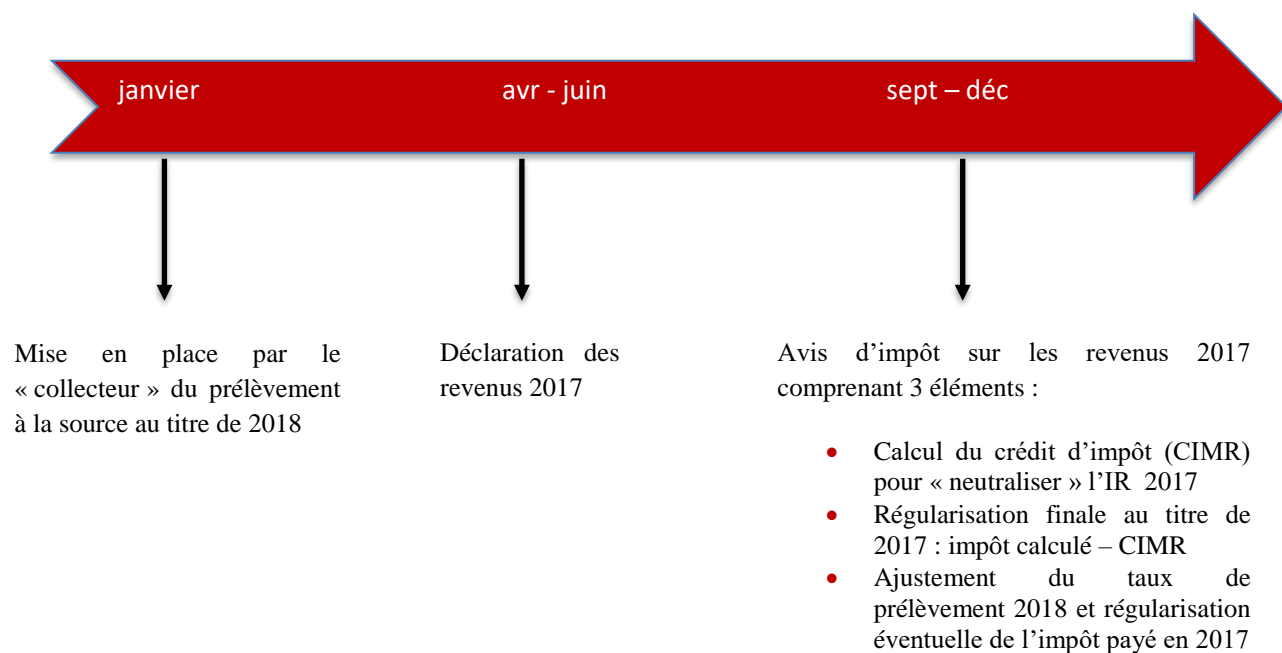 janvier
avr - juin
sept – déc
Mise en place par le
« collecteur » du prélèvement
à la source au titre de 2018
Déclaration des
revenus 2017
Avis d’impôt sur les revenus 2017
comprenant 3 éléments :
• Calcul du crédit d’impôt (CIMR)
pour « neutraliser » l’IR 2017
• Régularisation finale au titre de
2017 : impôt calculé – CIMR
• Ajustement du taux de
prélèvement 2018 et régularisation
éventuelle de l’impôt payé en 2017